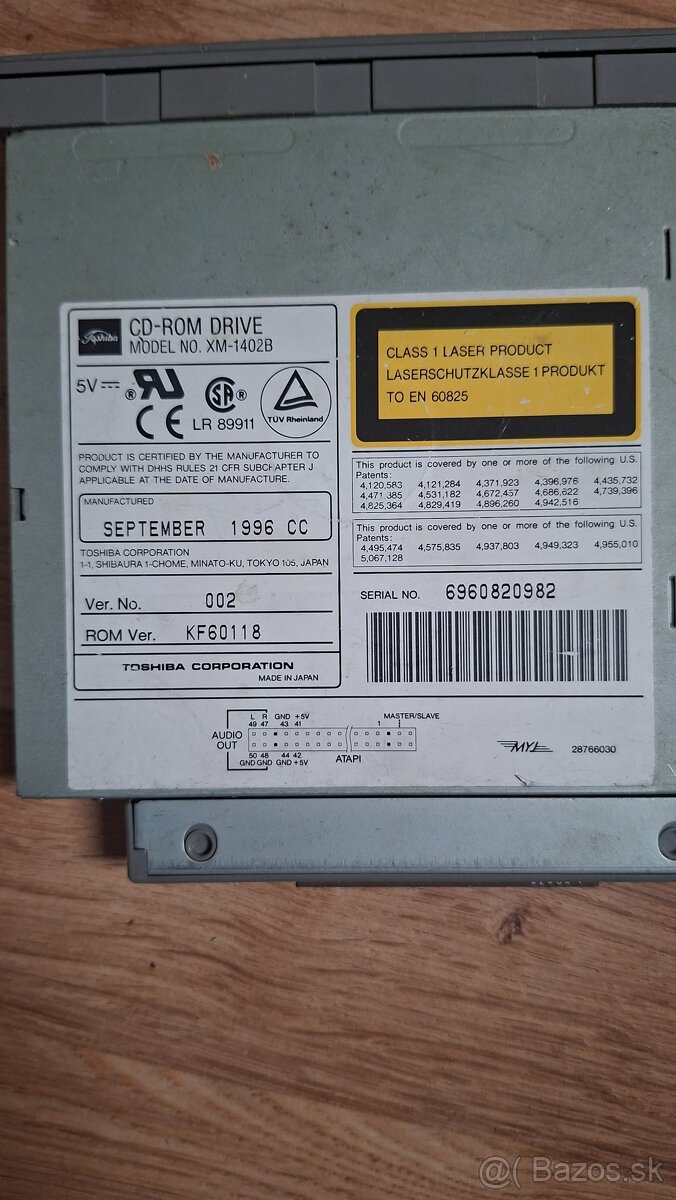 Toshiba
CD-ROM DRIVE
MODEL NO. XM-1402B
5V
® ®
LR 89911
TÜV Rheinland
PRODUCT IS CERTIFIED BY THE MANUFACTURER TO
COMPLY WITH DHHS RULES 21 CFR SUBCHAPTER J
APPLICABLE AT THE DATE OF MANUFACTURE.
MANUFACTURED
SEPTEMBER 1996 CC
TOSHIBA CORPORATION
1-1, SHIBAURA 1-CHOME, MINATO-KU, TOKYO 105, JAPAN
Ver. No. 002
ROM Ver. KF60118
TOSHIBA CORPORATION
MADE IN JAPAN
CLASS 1 LASER PRODUCT
LASERSCHUTZKLASSE 1 PRODUKT
TO EN 60825
This product is covered by one or more of the following U.S.
Patents:
4,120,583 4,121,284 4,371,923 4,396,976 4,435,732
4,471,385 4,531,182 4,672,457 4,686,622 4,739,396
4,825,364 4,829,419 4,896,260 4,942,516
This product is covered by one or more of the following U.S.
Patents:
4,495,474 4,575,835 4,937,803 4,949,323 4,955,010
5,067,128
SERIAL NO. 6960820982
L R GND +5V MASTER/SLAVE
49 47 43 41 1
AUDIO
OUT
50 48 44 42
GND GND GND +5V
ATAPI
MYL 28766030
@( Bazos.sk